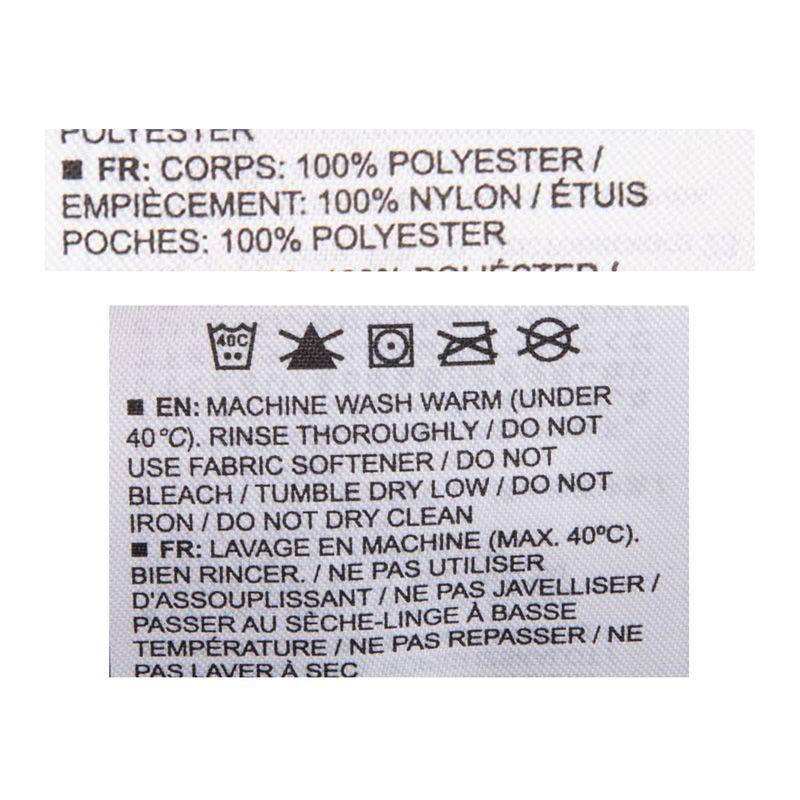 POLYESTER
■ FR: CORPS: 100% POLYESTER /
EMPIÈCEMENT: 100% NYLON / ÉTUIS
POCHES: 100% POLYESTER
100% POLIÉSTER /
40C
■ EN: MACHINE WASH WARM (UNDER
40°C). RINSE THOROUGHLY / DO NOT
USE FABRIC SOFTENER / DO NOT
BLEACH / TUMBLE DRY LOW / DO NOT
IRON / DO NOT DRY CLEAN
■ FR: LAVAGE EN MACHINE (MAX. 40ºC).
BIEN RINCER. / NE PAS UTILISER
D'ASSOUPLISSANT / NE PAS JAVELLISER /
PASSER AU SÈCHE-LINGE À BASSE
TEMPÉRATURE / NE PAS REPASSER / NE
PAS LAVER À SEC